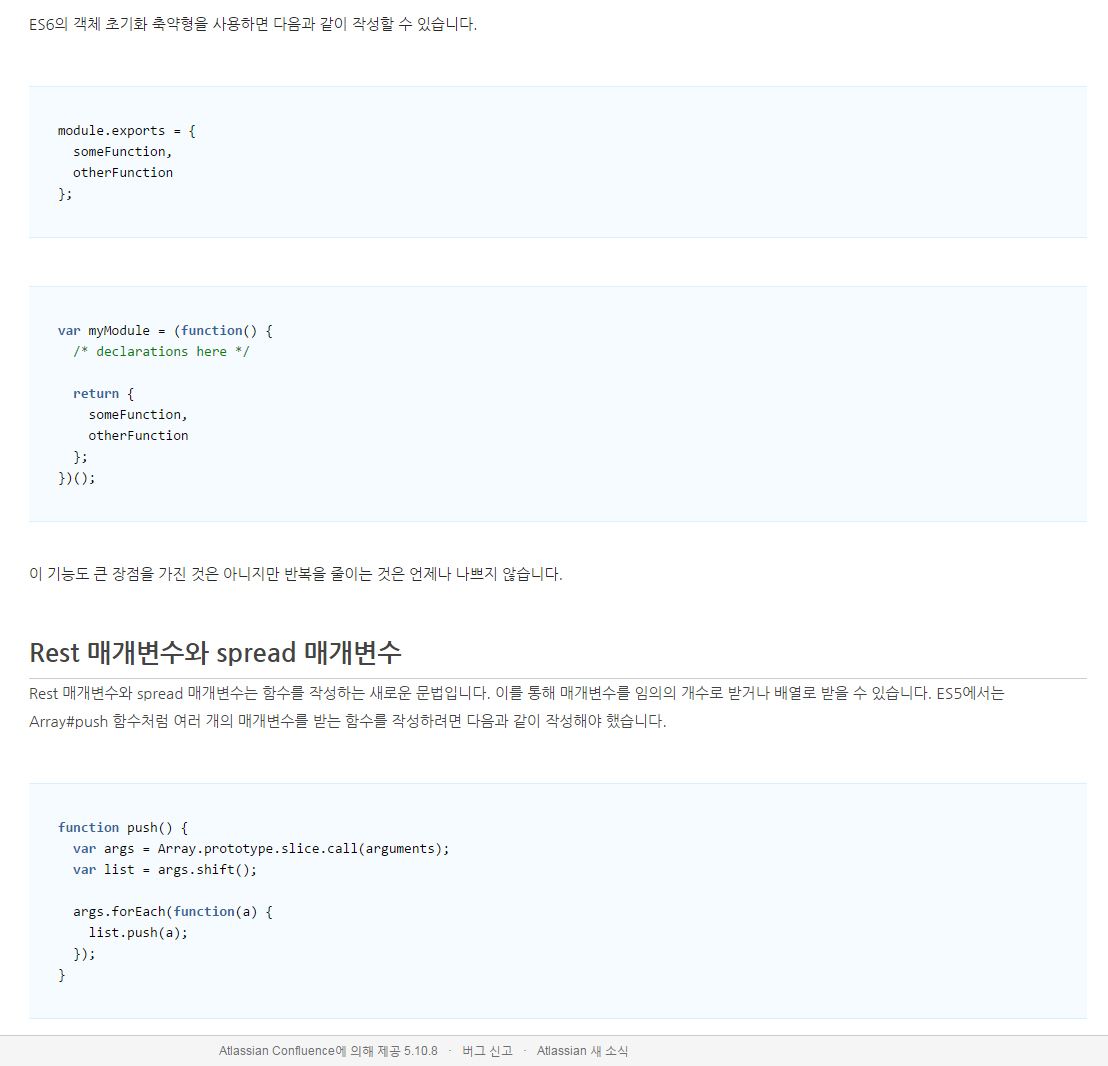 ES6의 객체 초기화 축약형을 사용하면 다음과 같이 작성할 수 있습니다.
module.exports = {
  someFunction,
  otherFunction
};
var myModule = (function() {
  /* declarations here */
  return {
    someFunction,
    otherFunction
  };
})();
이 기능도 큰 장점을 가진 것은 아니지만 반복을 줄이는 것은 언제나 나쁘지 않습니다.
Rest 매개변수와 spread 매개변수
Rest 매개변수와 spread 매개변수는 함수를 작성하는 새로운 문법입니다. 이를 통해 매개변수를 임의의 개수로 받거나 배열로 받을 수 있습니다. ES5에서는
Array#push 함수처럼 여러 개의 매개변수를 받는 함수를 작성하려면 다음과 같이 작성해야 했습니다.
function push() {
  var args = Array.prototype.slice.call(arguments);
  var list = args.shift();
  args.forEach(function(a) {
    list.push(a);
  });
}
Atlassian Confluence에 의해 제공 5.10.8 · 버그 신고 · Atlassian 새 소식